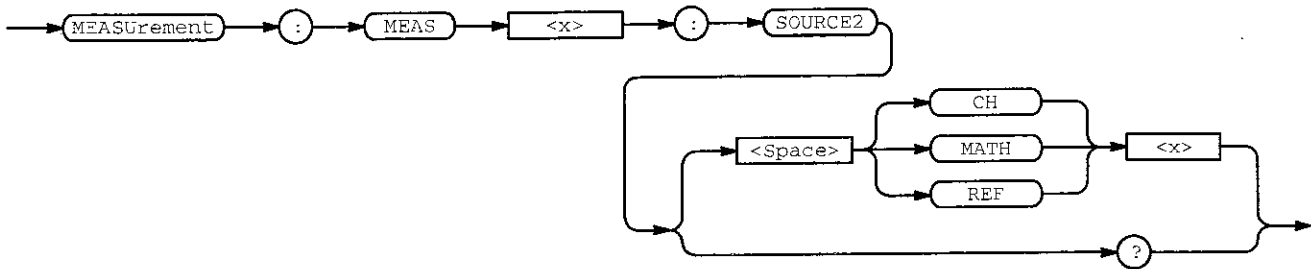 MEASUrement : MEAS <x> : SOURCE2
CH
<Space> MATH <x>
REF
?